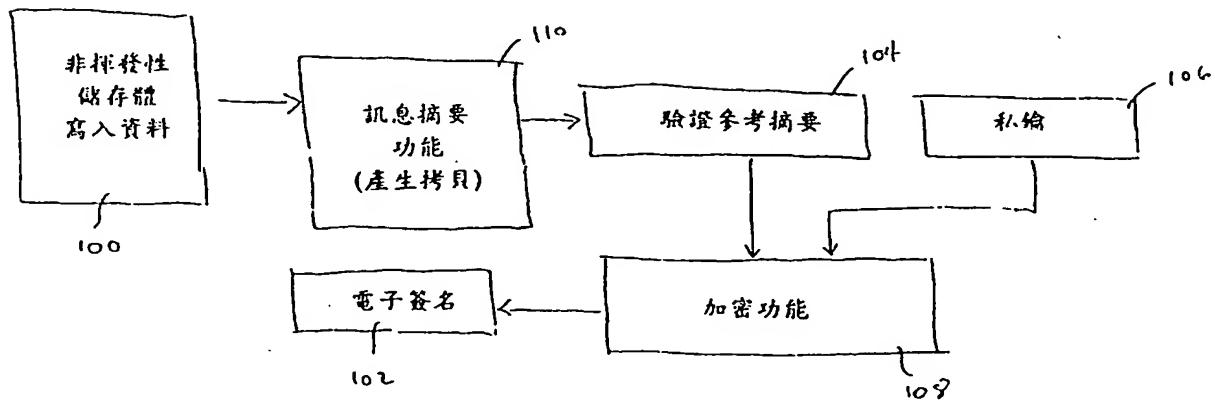 非揮發性
儲存體
寫入資料
100
110
訊息摘要
功能
(產生拷貝)
104
驗證參考摘要
106
私鑰
電子簽名
102
加密功能
108